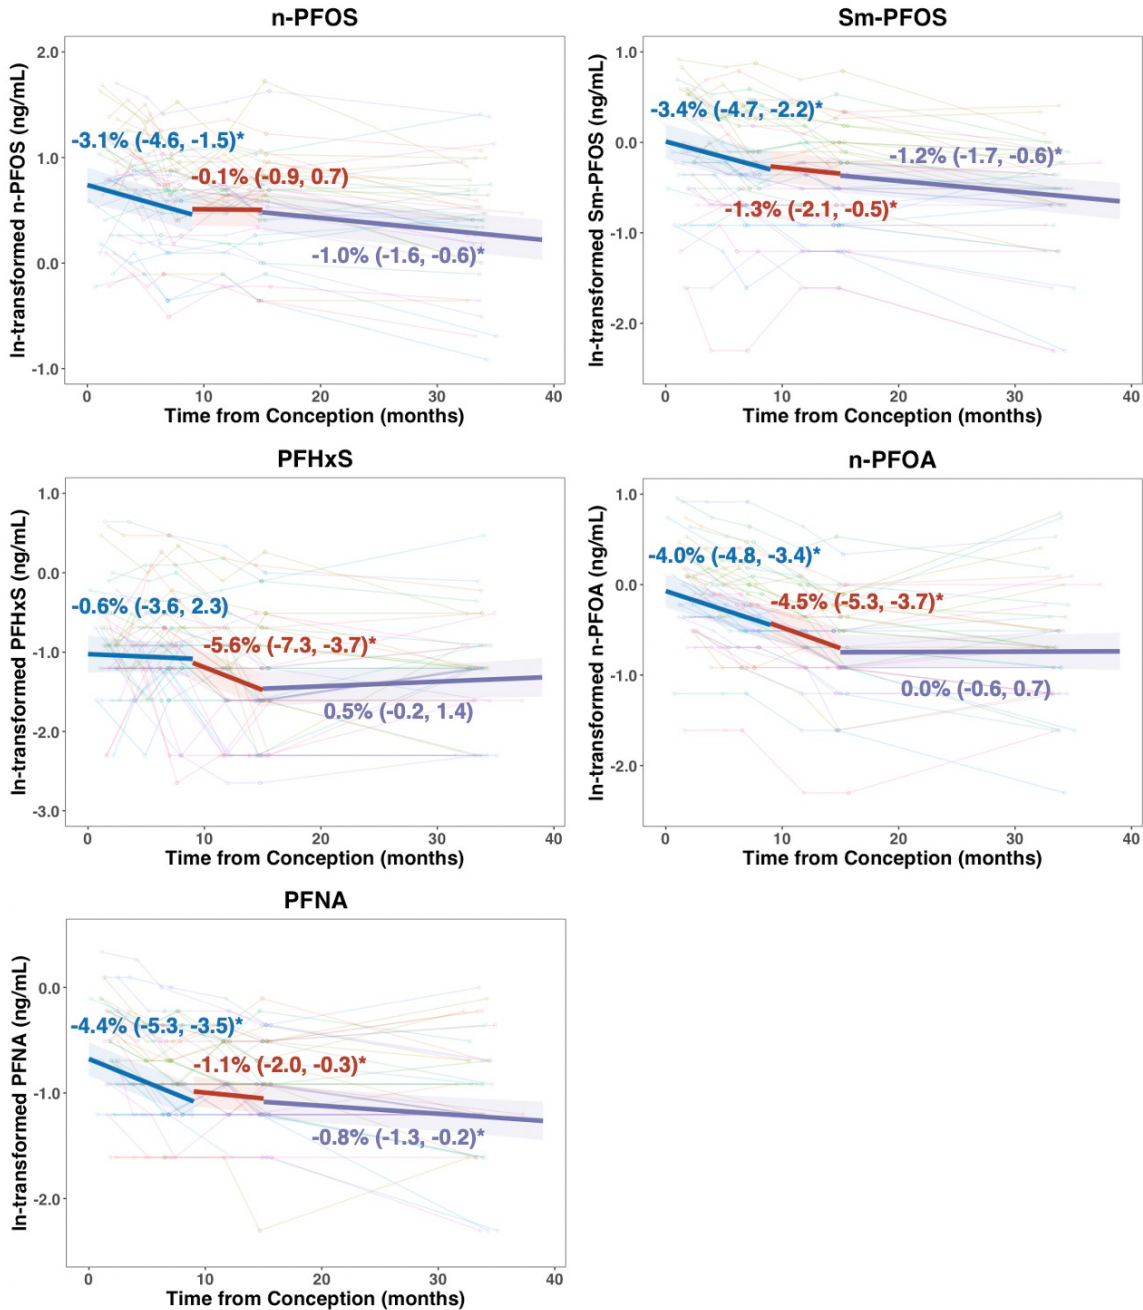 n-PFOS
ln-transformed n-PFOS (ng/mL)
2.0
1.0
0.0
-1.0
-3.1% (-4.6, -1.5)*
-0.1% (-0.9, 0.7)
-1.0% (-1.6, -0.6)*
0 10 20 30 40
Time from Conception (months)
Sm-PFOS
ln-transformed Sm-PFOS (ng/mL)
1.0
0.0
-1.0
-2.0
-3.4% (-4.7, -2.2)*
-1.2% (-1.7, -0.6)*
-1.3% (-2.1, -0.5)*
0 10 20 30 40
Time from Conception (months)
PFHxS
ln-transformed PFHxS (ng/mL)
1.0
0.0
-1.0
-2.0
-3.0
-0.6% (-3.6, 2.3)
-5.6% (-7.3, -3.7)*
0.5% (-0.2, 1.4)
0 10 20 30 40
Time from Conception (months)
n-PFOA
ln-transformed n-PFOA (ng/mL)
1.0
0.0
-1.0
-2.0
-4.0% (-4.8, -3.4)*
-4.5% (-5.3, -3.7)*
0.0% (-0.6, 0.7)
0 10 20 30 40
Time from Conception (months)
PFNA
ln-transformed PFNA (ng/mL)
0.0
-1.0
-2.0
-4.4% (-5.3, -3.5)*
-1.1% (-2.0, -0.3)*
-0.8% (-1.3, -0.2)*
0 10 20 30 40
Time from Conception (months)